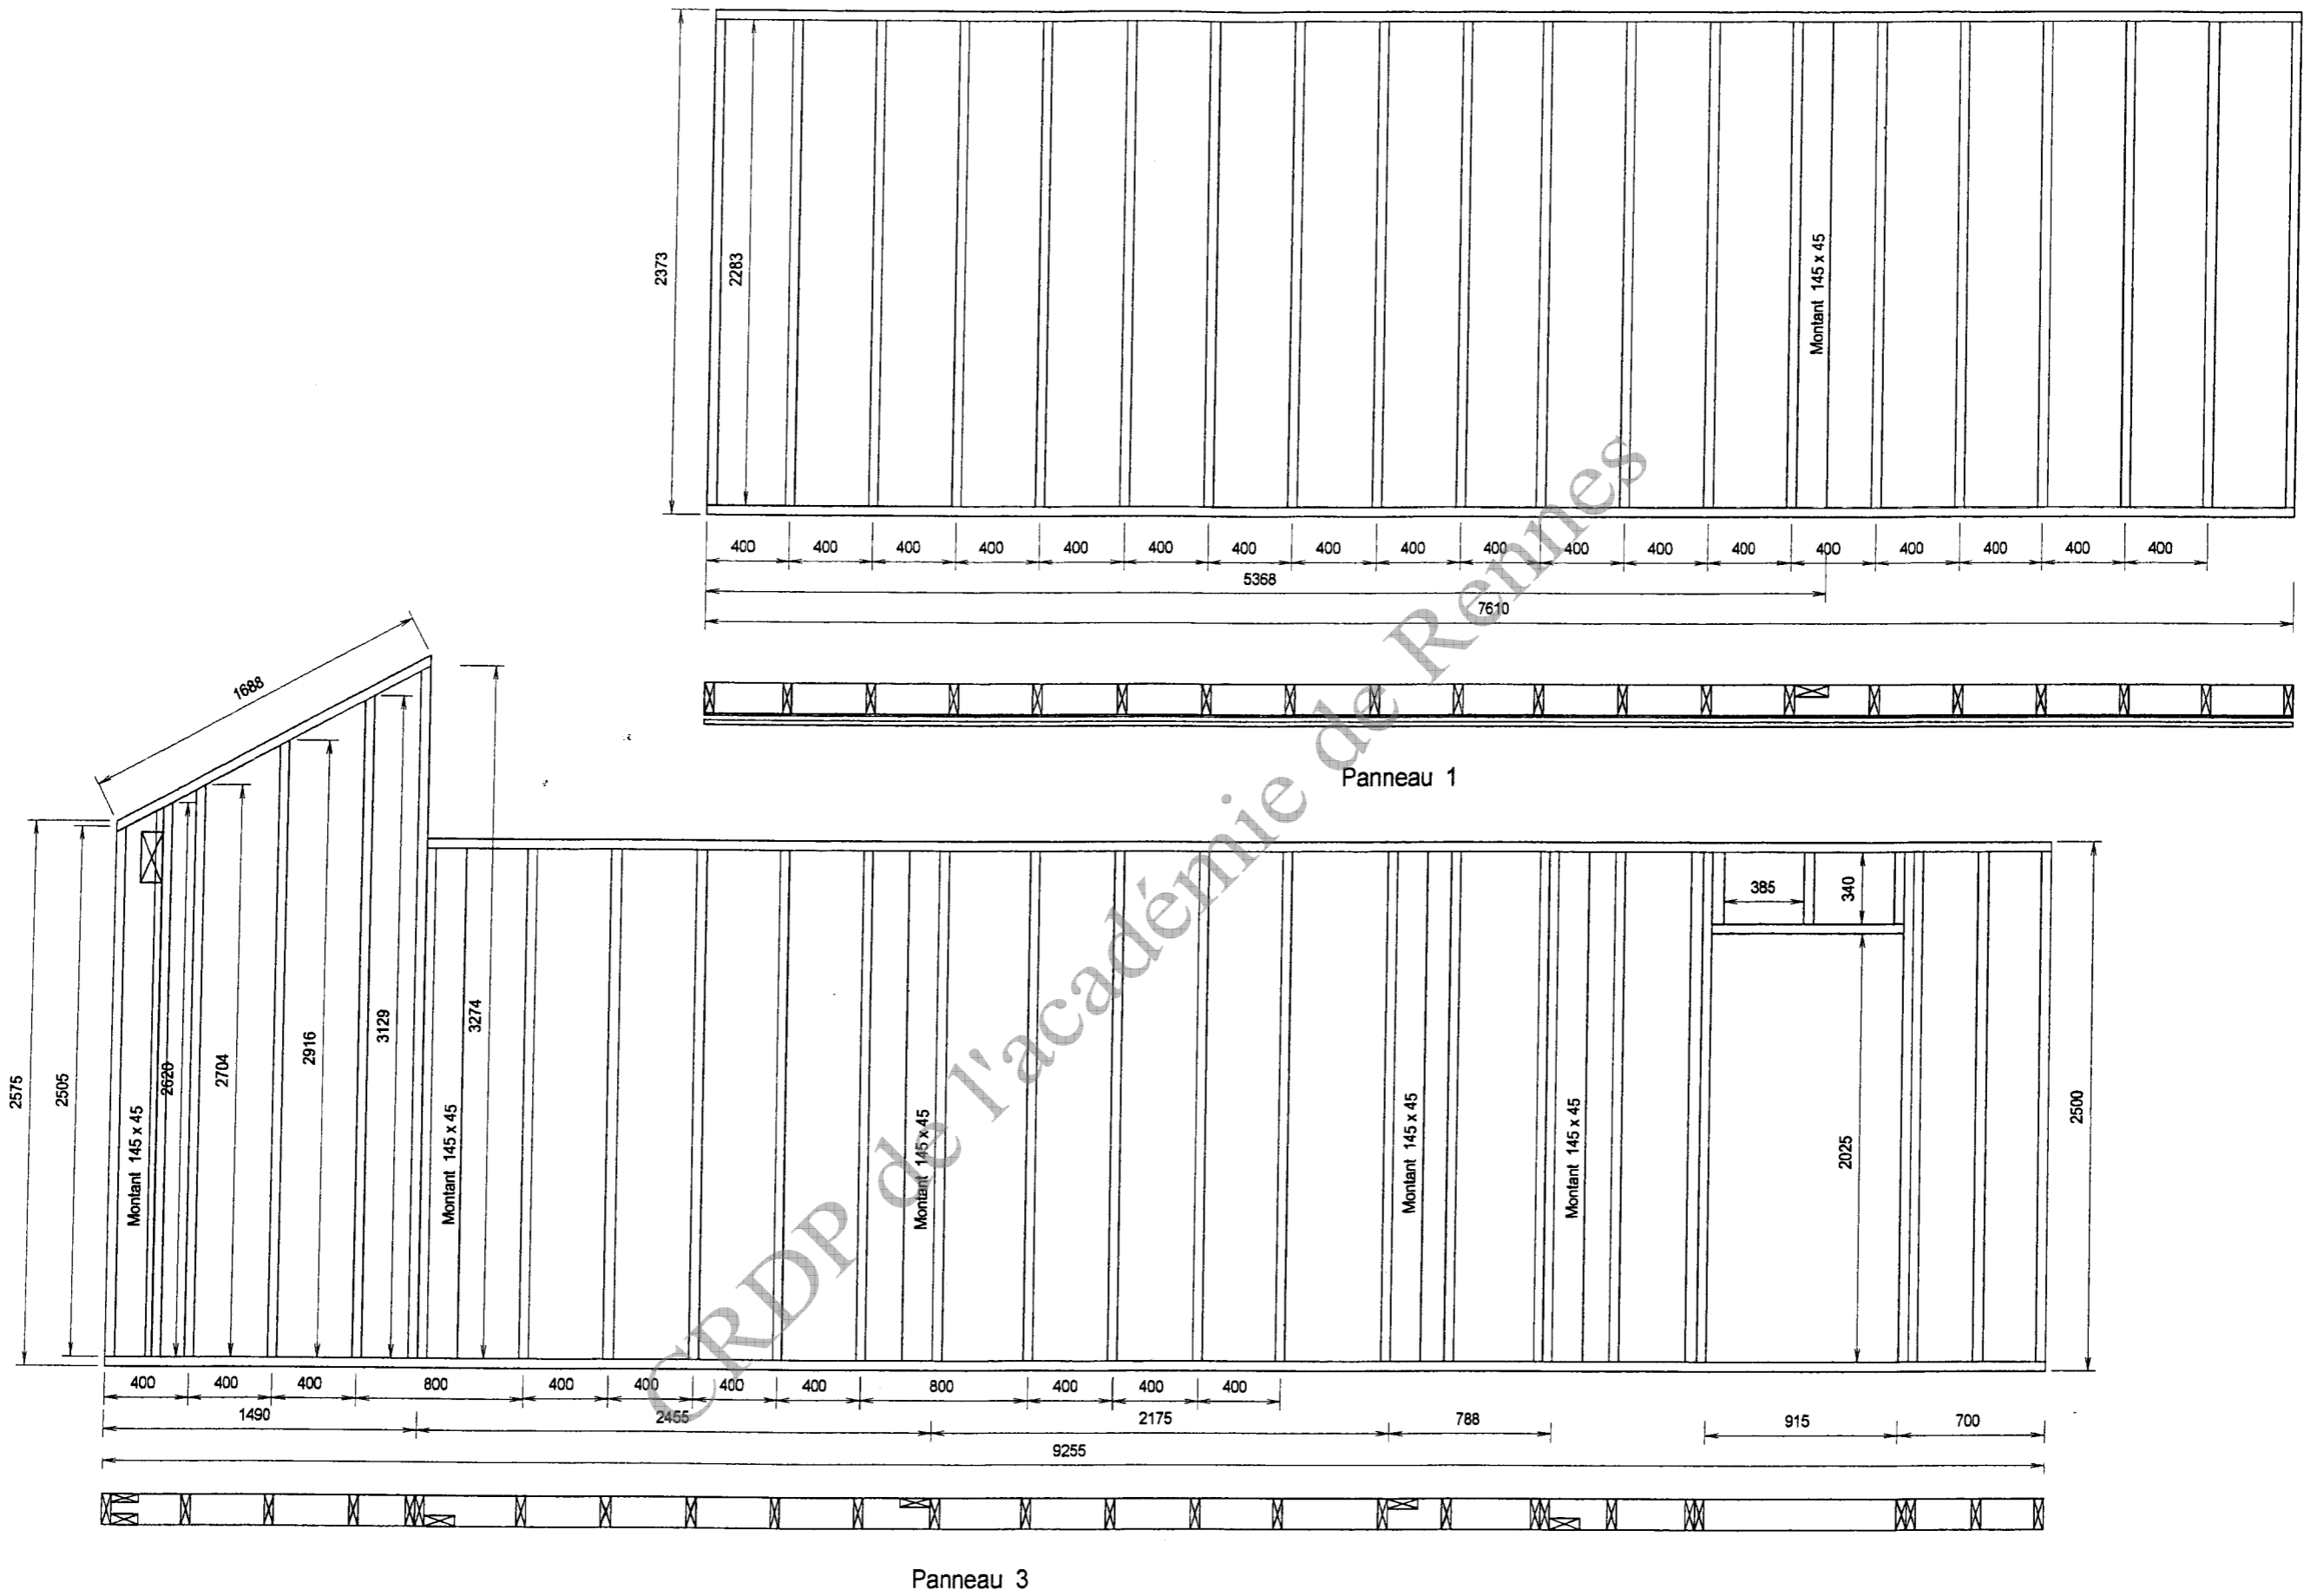 2373
2283
Montant 145 x 45
400 400 400 400 400 400 400 400 400 400 400 400 400 400 400 400 400 400
5368
7610
Panneau 1
1688
2575
2505
Montant 145 x 45
2620
2704
2916
3129
Montant 145 x 45
3274
Montant 145 x 45
Montant 145 x 45
Montant 145 x 45
385
340
2025
2500
400 400 400 800 400 400 400 400 800 400 400 400
1490 2455 2175 788 915 700
9255
Panneau 3
CRDP de l'académie de Rennes